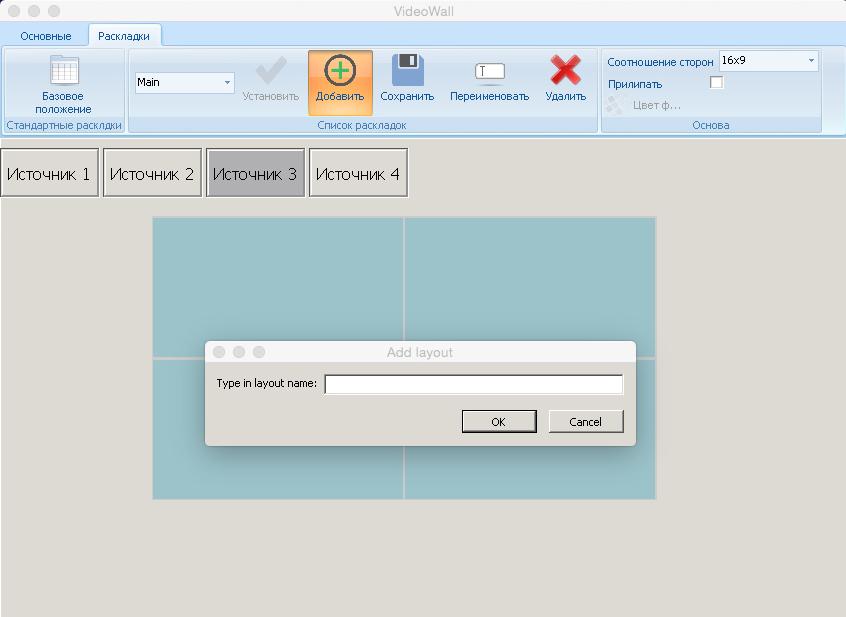 VideoWall
Основные
Раскладки
Базовое
положение
Стандартные расклдки
Main
Установить
Добавить
Сохранить
Переименовать
Удалить
Список раскладок
Соотношение сторон
16x9
Прилипать
Цвет ф...
Основа
Источник 1
Источник 2
Источник 3
Источник 4
Add layout
Type in layout name:
OK
Cancel